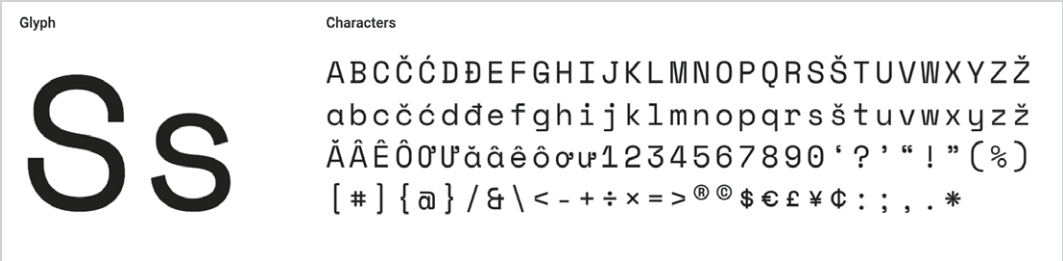 Glyph
Characters
Ss
ABCČĆDĐEFGHIJKLMNOPQRSŠTUVWXYZŽ
abcčćdđefghijklmnopqrsštuvwxyzž
ĂÂÊÔƠƯăâêôơư1234567890‘?’“!”(%)
[#]{@}/&\<-+÷×=>®©$€£¥¢:;,.*